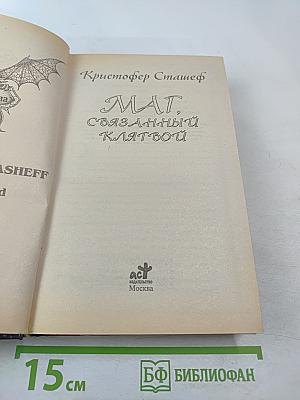 ASHEFF
d
Кристофер Сташеф
МАГ,
СВЯЗАННЫЙ
КЛЯТВОЙ
аст
ИЗДАТЕЛЬСТВО
Москва
15 см
БФ БИБЛИОФАН